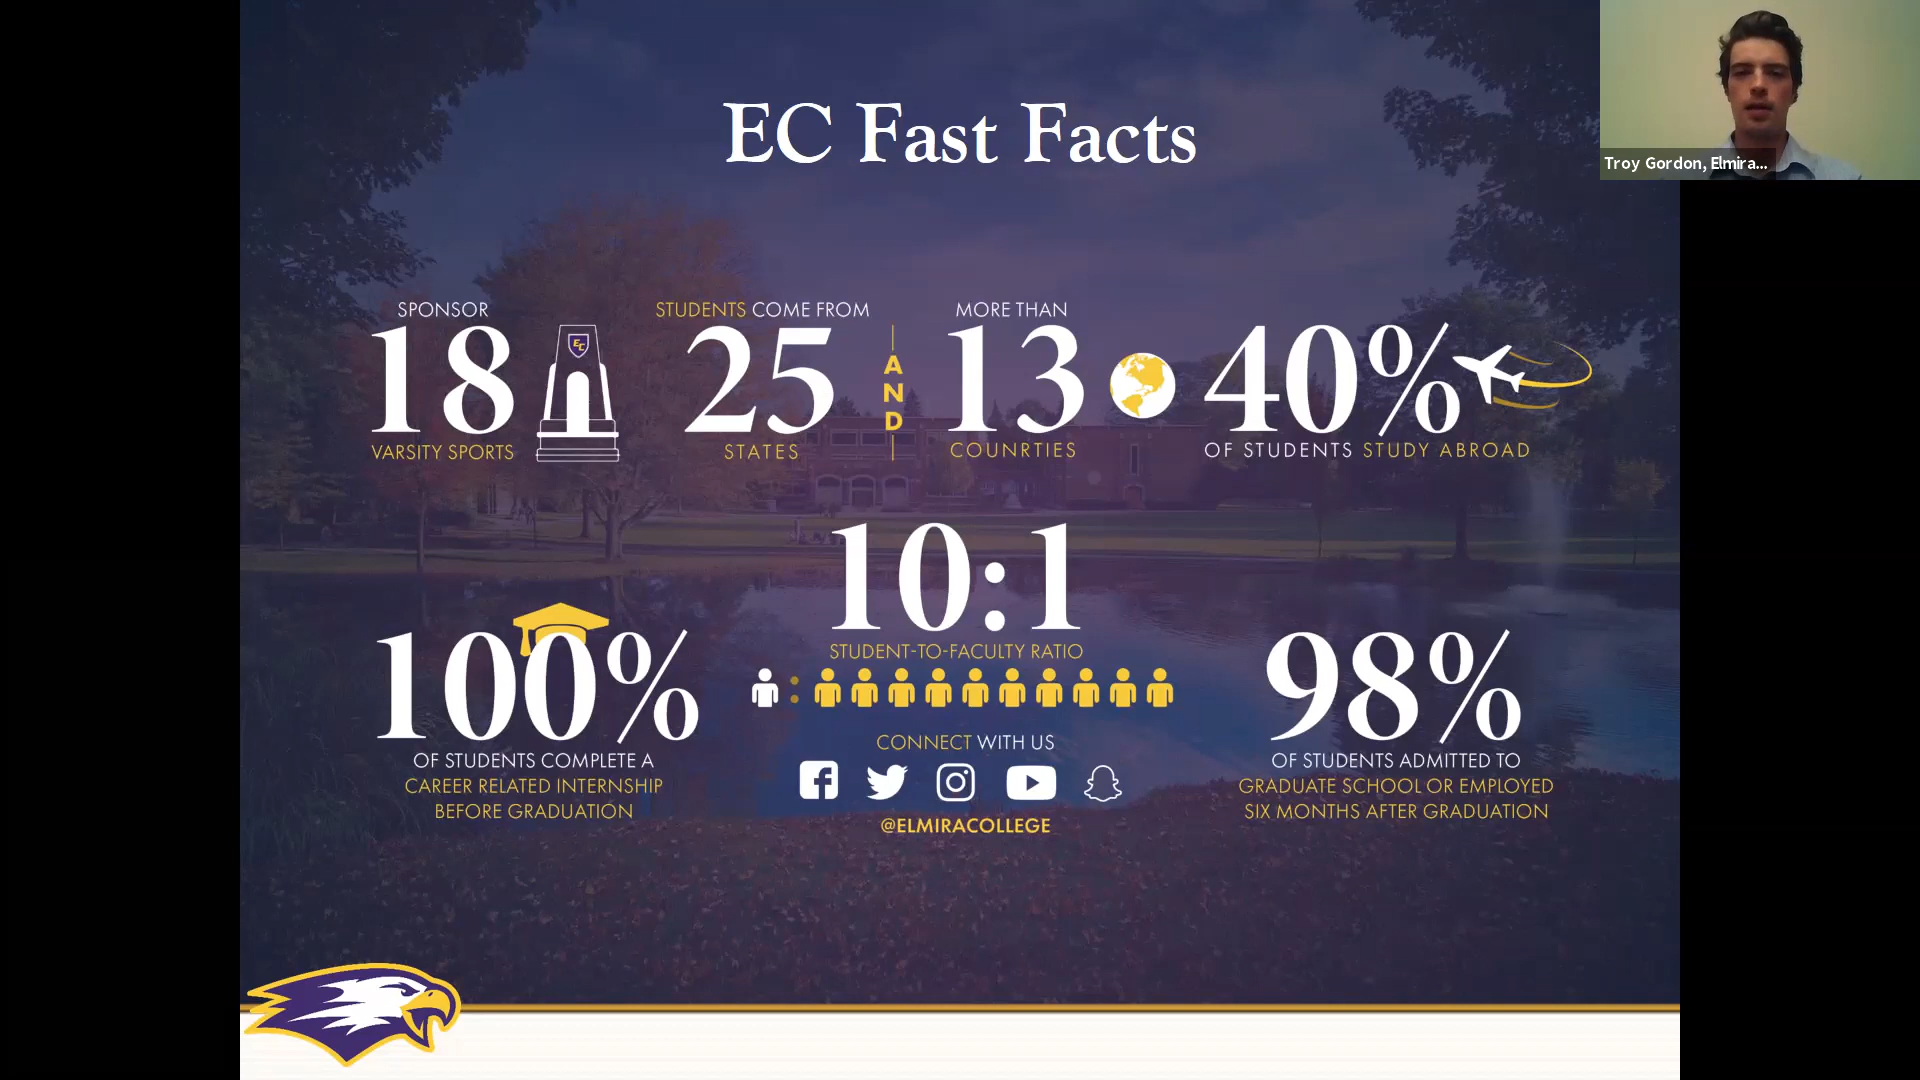 EC Fast Facts
Troy Gordon, Elmira...
SPONSOR
18
VARSITY SPORTS
EC
STUDENTS COME FROM
25
STATES
AND
MORE THAN
13
COUNRTIES
40%
OF STUDENTS STUDY ABROAD
100%
OF STUDENTS COMPLETE A
CAREER RELATED INTERNSHIP
BEFORE GRADUATION
10:1
STUDENT-TO-FACULTY RATIO
:
CONNECT WITH US
@ELMIRACOLLEGE
98%
OF STUDENTS ADMITTED TO
GRADUATE SCHOOL OR EMPLOYED
SIX MONTHS AFTER GRADUATION